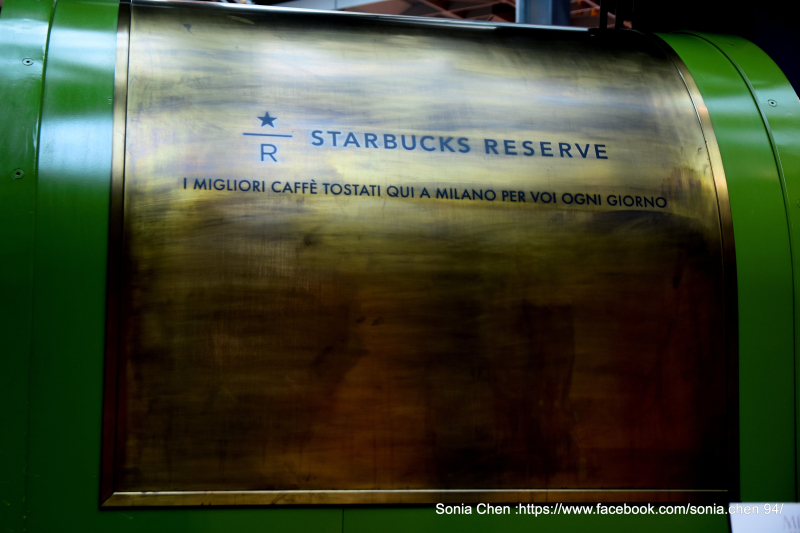 ★
R
STARBUCKS RESERVE
I MIGLIORI CAFFÈ TOSTATI QUI A MILANO PER VOI OGNI GIORNO
Sonia Chen :https://www.facebook.com/sonia.chen.94/